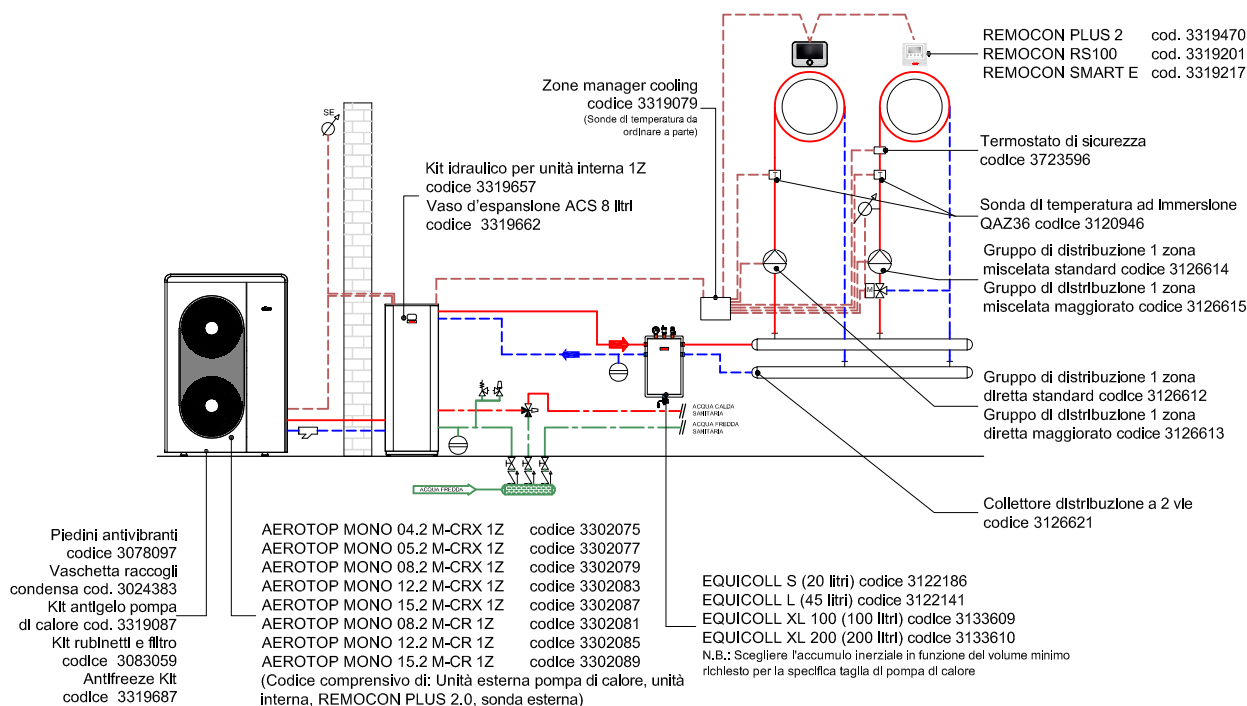 REMOCON PLUS 2 cod. 3319470
REMOCON RS100 cod. 3319201
REMOCON SMART E cod. 3319217
Zone manager cooling
codice 3319079
(Sonde di temperatura da
ordinare a parte)
SE
Termostato di sicurezza
codice 3723596
Kit idraulico per unità interna 1Z
codice 3319657
Vaso d'espansione ACS 8 litri
codice 3319662
T
T
Sonda di temperatura ad immersione
QAZ36 codice 3120946
Gruppo di distribuzione 1 zona
miscelata standard codice 3126614
Gruppo di distribuzione 1 zona
miscelata maggiorato codice 3126615
M
Gruppo di distribuzione 1 zona
diretta standard codice 3126612
Gruppo di distribuzione 1 zona
diretta maggiorato codice 3126613
ACQUA CALDA
SANITARIA
ACQUA FREDDA
SANITARIA
ACQUA FREDDA
Collettore distribuzione a 2 vie
codice 3126621
Piedini antivibranti
codice 3078097
Vaschetta raccogli
condensa cod. 3024383
Kit antigelo pompa
di calore cod. 3319087
Kit rubinetti e filtro
codice 3083059
Antifreeze Kit
codice 3319687
AEROTOP MONO 04.2 M-CRX 1Z codice 3302075
AEROTOP MONO 05.2 M-CRX 1Z codice 3302077
AEROTOP MONO 08.2 M-CRX 1Z codice 3302079
AEROTOP MONO 12.2 M-CRX 1Z codice 3302083
AEROTOP MONO 15.2 M-CRX 1Z codice 3302087
AEROTOP MONO 08.2 M-CR 1Z codice 3302081
AEROTOP MONO 12.2 M-CR 1Z codice 3302085
AEROTOP MONO 15.2 M-CR 1Z codice 3302089
(Codice comprensivo di: Unità esterna pompa di calore, unità
interna, REMOCON PLUS 2.0, sonda esterna)
EQUICOLL S (20 litri) codice 3122186
EQUICOLL L (45 litri) codice 3122141
EQUICOLL XL 100 (100 litri) codice 3133609
EQUICOLL XL 200 (200 litri) codice 3133610
N.B.: Scegliere l'accumulo inerziale in funzione del volume minimo
richiesto per la specifica taglia di pompa di calore